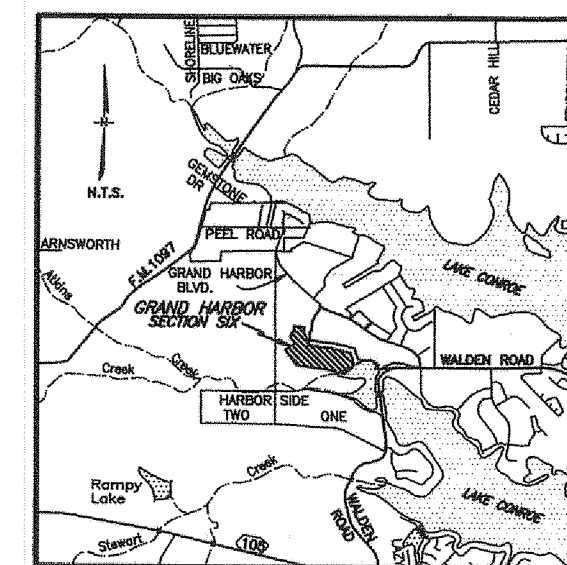 SHORELINE
BLUEWATER
BIG OAKS
CEDAR HILL
N
N.T.S.
GEMSTONE
DR
PEEL ROAD
ARNSWORTH
F.M. 1097
GRAND HARBOR
BLVD.
LAKE CONROE
Atkins
Creek
GRAND HARBOR
SECTION SIX
Creek
WALDEN ROAD
HARBOR SIDE
TWO ONE
Creek
Rampy
Lake
LAKE CONROE
WALDEN
ROAD
Stewart
105